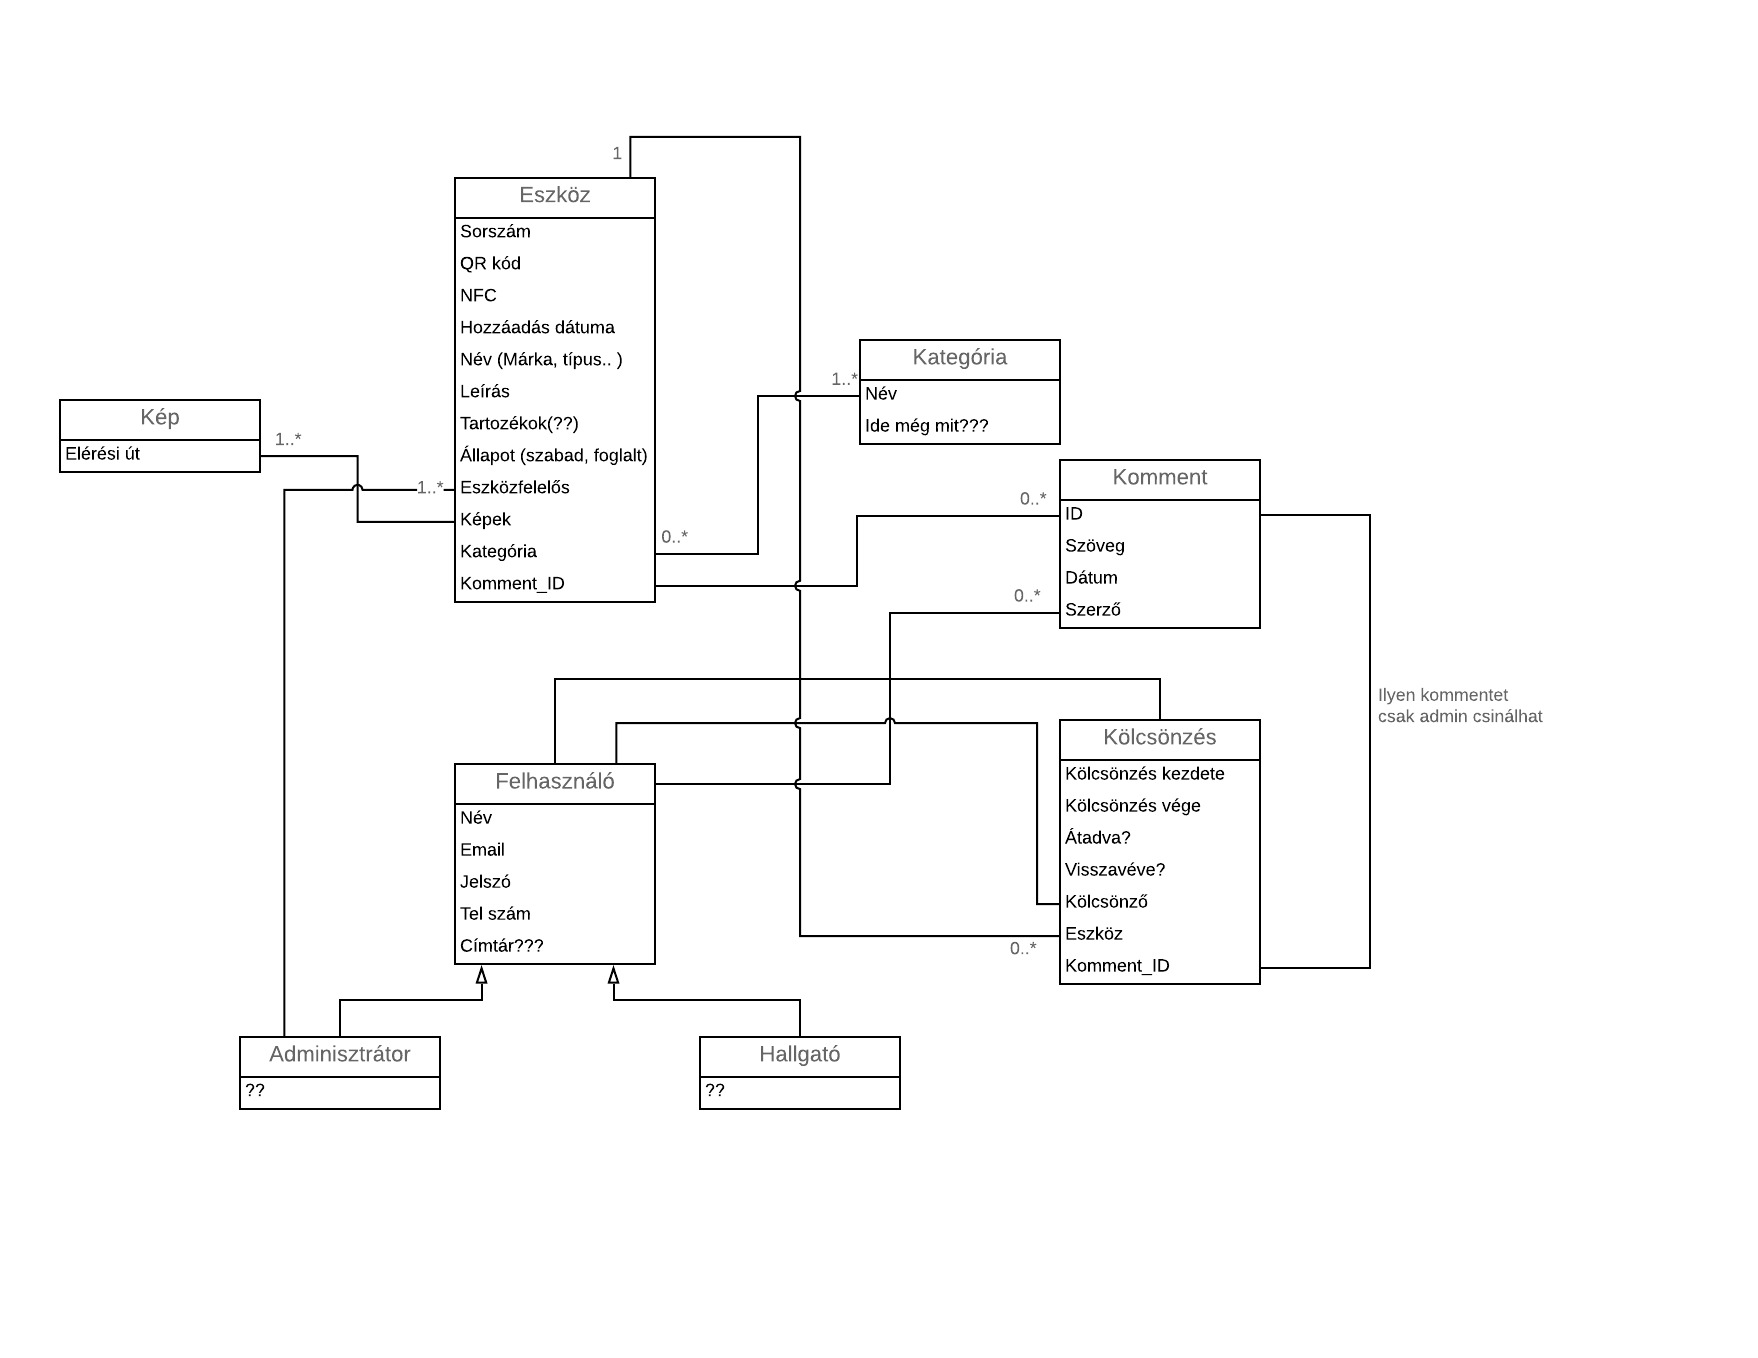 1
Eszköz
Sorszám
QR kód
NFC
Hozzáadás dátuma
Név (Márka, típus.. )
Leírás
Tartozékok(??)
Állapot (szabad, foglalt)
Eszközfelelős
Képek
Kategória
Komment_ID
Kép
Elérési út
1..*
1..*
0..*
Kategória
Név
Ide még mit???
1..*
Komment
ID
Szöveg
Dátum
Szerző
0..*
0..*
Ilyen kommentet
csak admin csinálhat
Felhasználó
Név
Email
Jelszó
Tel szám
Címtár???
Kölcsönzés
Kölcsönzés kezdete
Kölcsönzés vége
Átadva?
Visszavéve?
Kölcsönző
Eszköz
Komment_ID
0..*
Adminisztrátor
??
Hallgató
??